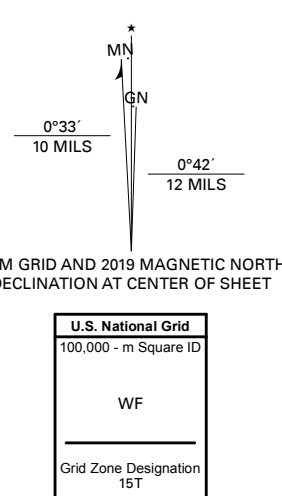 ★
MN
GN
0°33´
10 MILS
0°42´
12 MILS
M GRID AND 2019 MAGNETIC NORTH
DECLINATION AT CENTER OF SHEET
U.S. National Grid
100,000 - m Square ID
WF
Grid Zone Designation
15T